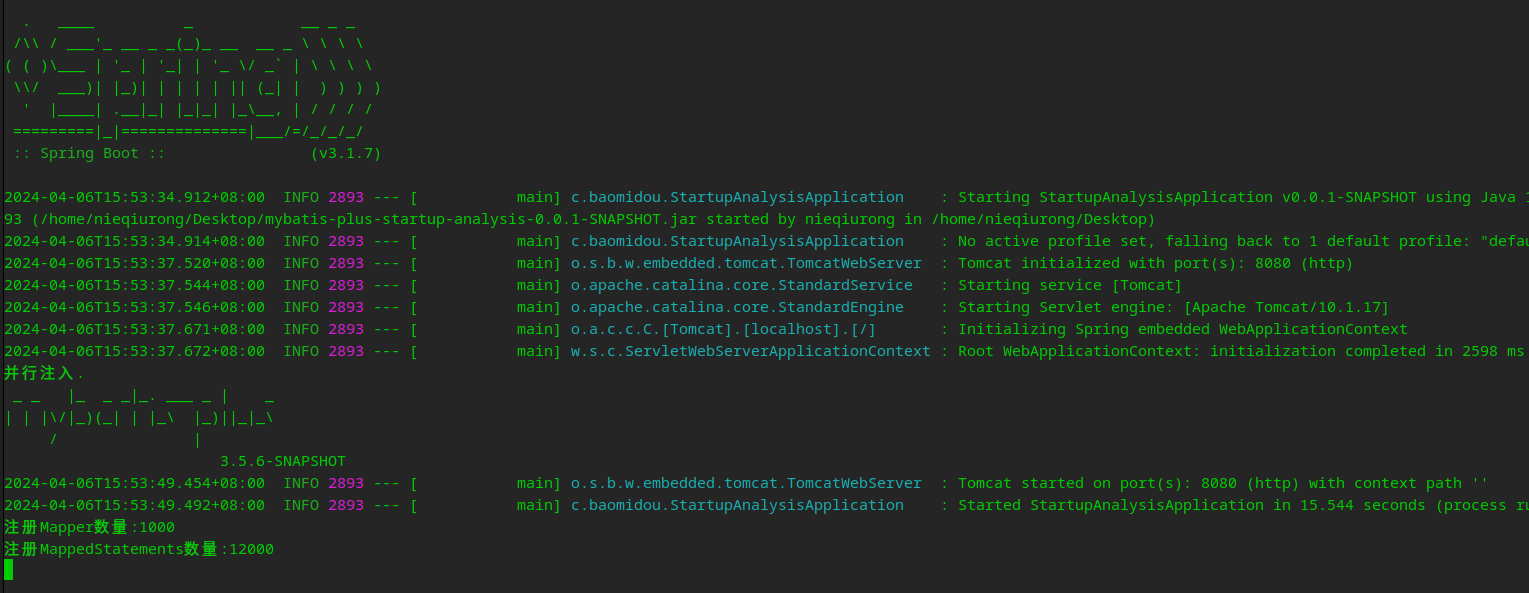 .   ____          _            __ _ _
 /\\ / ___'_ __ _ _(_)_ __  __ _ \ \ \ \
( ( )\___ | '_ | '_| | '_ \/ _` | \ \ \ \
 \\/  ___)| |_)| | | | | || (_| |  ) ) ) )
  '  |____| .__|_| |_|_| |_\__, | / / / /
 =========|_|==============|___/=/_/_/_/
 :: Spring Boot ::                (v3.1.7)
2024-04-06T15:53:34.912+08:00  INFO 2893 --- [           main] c.baomidou.StartupAnalysisApplication    : Starting StartupAnalysisApplication v0.0.1-SNAPSHOT using Java 1
93 (/home/nieqiurong/Desktop/mybatis-plus-startup-analysis-0.0.1-SNAPSHOT.jar started by nieqiurong in /home/nieqiurong/Desktop)
2024-04-06T15:53:34.914+08:00  INFO 2893 --- [           main] c.baomidou.StartupAnalysisApplication    : No active profile set, falling back to 1 default profile: "defau
2024-04-06T15:53:37.520+08:00  INFO 2893 --- [           main] o.s.b.w.embedded.tomcat.TomcatWebServer  : Tomcat initialized with port(s): 8080 (http)
2024-04-06T15:53:37.544+08:00  INFO 2893 --- [           main] o.apache.catalina.core.StandardService   : Starting service [Tomcat]
2024-04-06T15:53:37.546+08:00  INFO 2893 --- [           main] o.apache.catalina.core.StandardEngine    : Starting Servlet engine: [Apache Tomcat/10.1.17]
2024-04-06T15:53:37.671+08:00  INFO 2893 --- [           main] o.a.c.c.C.[Tomcat].[localhost].[/]       : Initializing Spring embedded WebApplicationContext
2024-04-06T15:53:37.672+08:00  INFO 2893 --- [           main] w.s.c.ServletWebServerApplicationContext : Root WebApplicationContext: initialization completed in 2598 ms
并行注入.
 _ _   |_  _ _|_. ___ _ |    _
| | |\/|_)(_| | |_\  |_)||_|_\
     /               |
                        3.5.6-SNAPSHOT
2024-04-06T15:53:49.454+08:00  INFO 2893 --- [           main] o.s.b.w.embedded.tomcat.TomcatWebServer  : Tomcat started on port(s): 8080 (http) with context path ''
2024-04-06T15:53:49.492+08:00  INFO 2893 --- [           main] c.baomidou.StartupAnalysisApplication    : Started StartupAnalysisApplication in 15.544 seconds (process ru
注册Mapper数量:1000
注册MappedStatements数量:12000